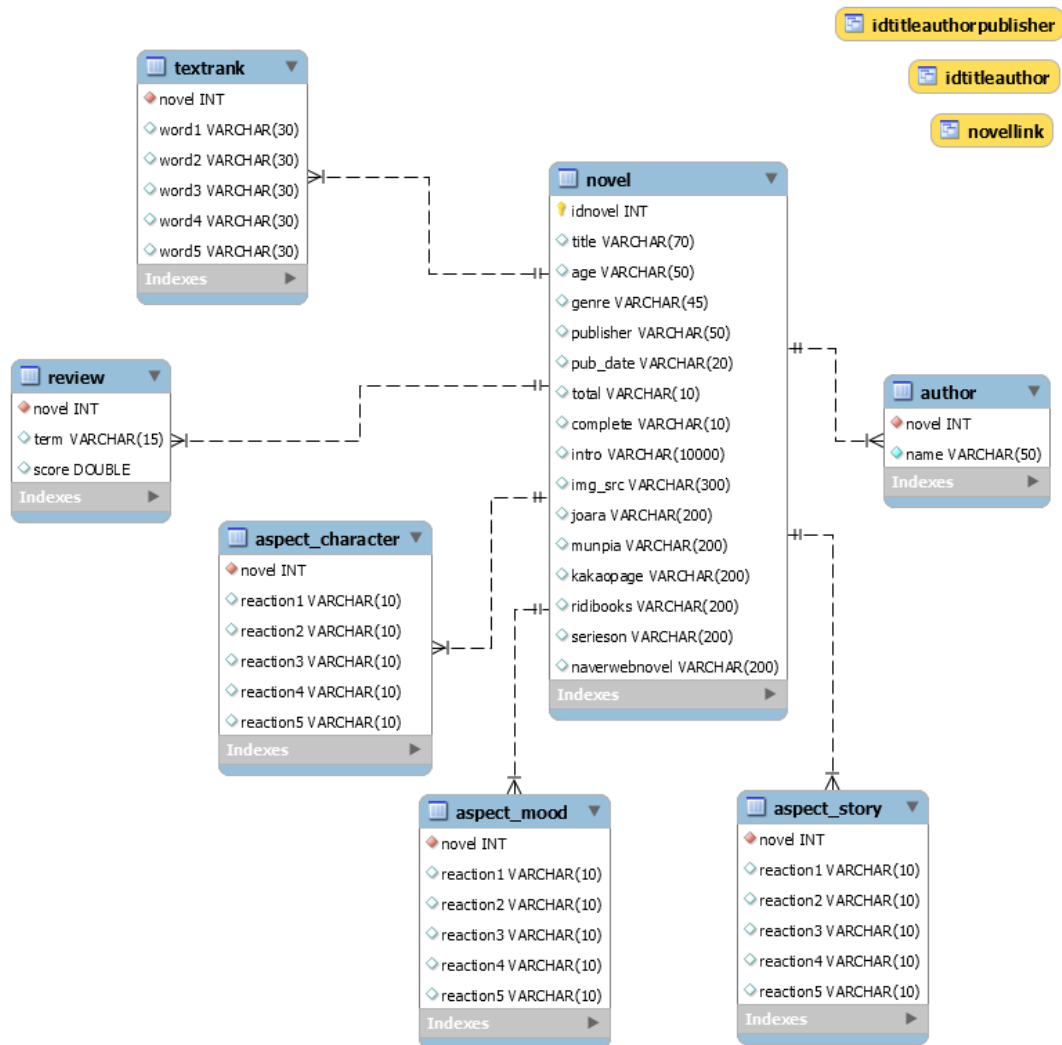 idtitleauthorpublisher
idtitleauthor
novellink
textrank
novel INT
word1 VARCHAR(30)
word2 VARCHAR(30)
word3 VARCHAR(30)
word4 VARCHAR(30)
word5 VARCHAR(30)
Indexes
novel
idnovel INT
title VARCHAR(70)
age VARCHAR(50)
genre VARCHAR(45)
publisher VARCHAR(50)
pub_date VARCHAR(20)
total VARCHAR(10)
complete VARCHAR(10)
intro VARCHAR(10000)
img_src VARCHAR(300)
joara VARCHAR(200)
munpia VARCHAR(200)
kakaopage VARCHAR(200)
ridibooks VARCHAR(200)
serieson VARCHAR(200)
naverwebnovel VARCHAR(200)
Indexes
review
novel INT
term VARCHAR(15)
score DOUBLE
Indexes
author
novel INT
name VARCHAR(50)
Indexes
aspect_character
novel INT
reaction1 VARCHAR(10)
reaction2 VARCHAR(10)
reaction3 VARCHAR(10)
reaction4 VARCHAR(10)
reaction5 VARCHAR(10)
Indexes
aspect_mood
novel INT
reaction1 VARCHAR(10)
reaction2 VARCHAR(10)
reaction3 VARCHAR(10)
reaction4 VARCHAR(10)
reaction5 VARCHAR(10)
Indexes
aspect_story
novel INT
reaction1 VARCHAR(10)
reaction2 VARCHAR(10)
reaction3 VARCHAR(10)
reaction4 VARCHAR(10)
reaction5 VARCHAR(10)
Indexes